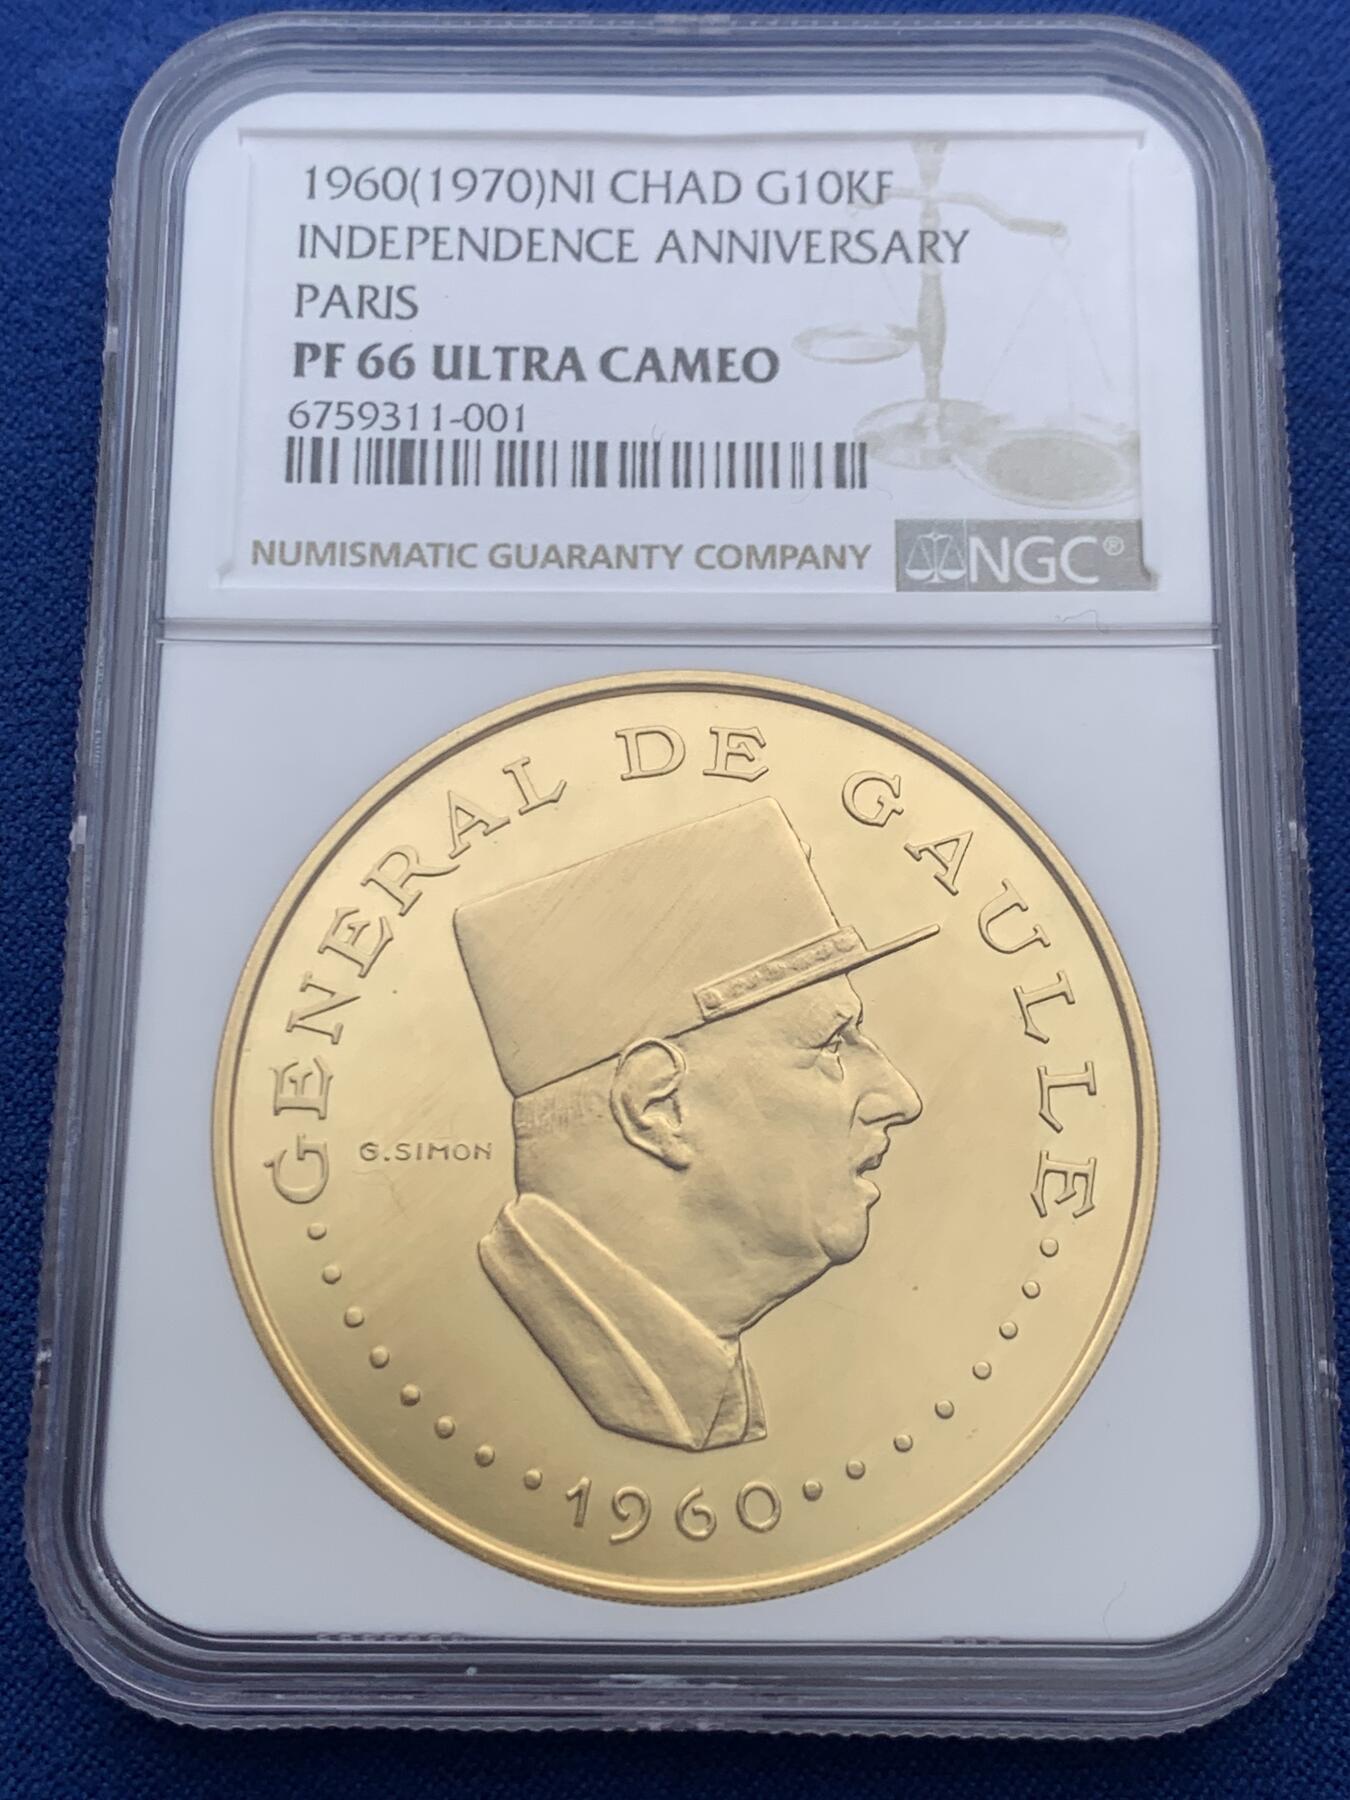 1960(1970)NI CHAD G10KF
INDEPENDENCE ANNIVERSARY
PARIS
PF 66 ULTRA CAMEO
6759311-001
NUMISMATIC GUARANTY COMPANY
NGC®
GENERAL DE GAULLE
G.SIMON
1960